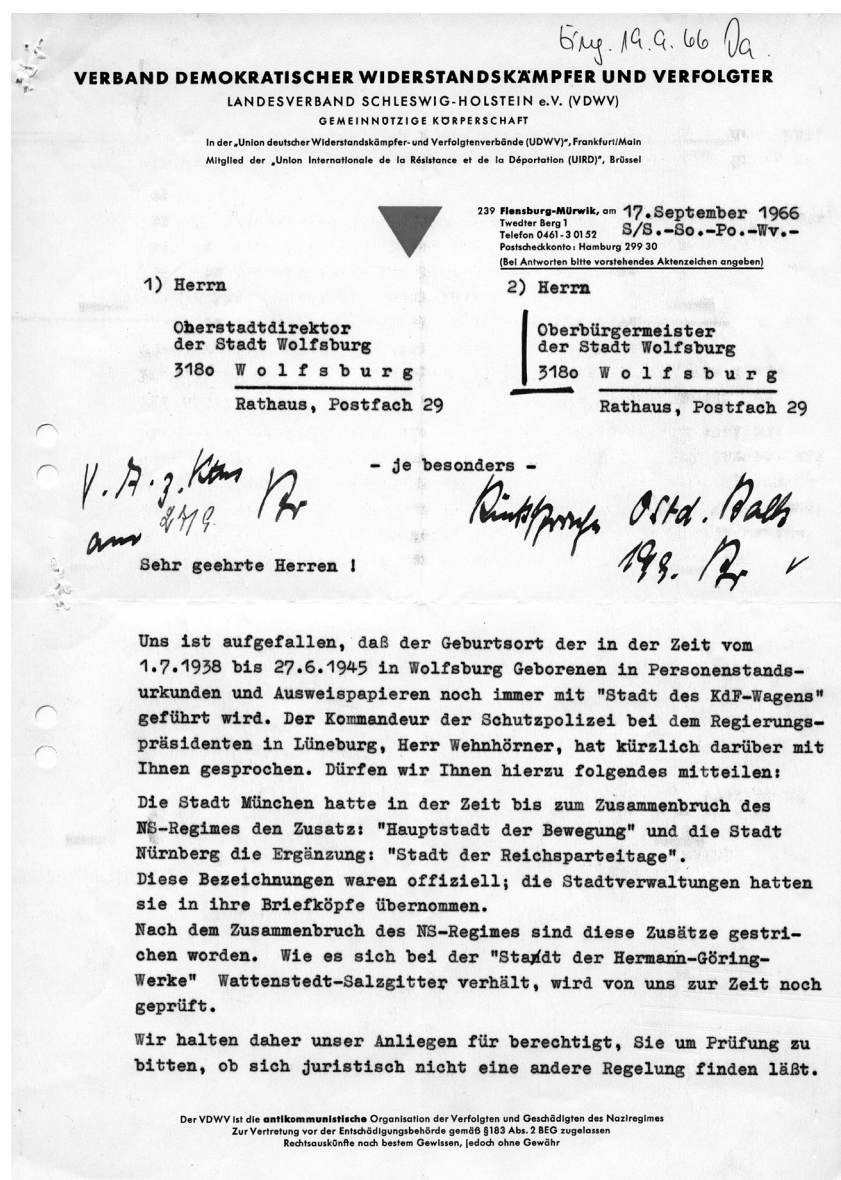 Eing. 19.9.66 Da
VERBAND DEMOKRATISCHER WIDERSTANDSKÄMPFER UND VERFOLGTER
LANDESVERBAND SCHLESWIG-HOLSTEIN e.V. (VDWV)
GEMEINNÜTZIGE KÖRPERSCHAFT
In der „Union deutscher Widerstandskämpfer- und Verfolgtenverbände (UDWV)", Frankfurt/Main
Mitglied der „Union Internationale de la Résistance et de la Déportation (UIRD)", Brüssel
239 Flensburg-Mürwik, am 17.September 1966
Twedter Berg 1
Telefon 0461-3 01 52 S/S.-So.-Po.-Wv.-
Postscheckkonto: Hamburg 299 30
(Bei Antworten bitte vorstehendes Aktenzeichen angeben)
1) Herrn
Oberstadtdirektor
der Stadt Wolfsburg
318o W o l f s b u r g
Rathaus, Postfach 29
2) Herrn
Oberbürgermeister
der Stadt Wolfsburg
318o W o l f s b u r g
Rathaus, Postfach 29
- je besonders -
V. A. z.
am 27/9.
Rücksprache Ostd.
19.9.
Sehr geehrte Herren !
Uns ist aufgefallen, daß der Geburtsort der in der Zeit vom
1.7.1938 bis 27.6.1945 in Wolfsburg Geborenen in Personenstands-
urkunden und Ausweispapieren noch immer mit "Stadt des KdF-Wagens"
geführt wird. Der Kommandeur der Schutzpolizei bei dem Regierungs-
präsidenten in Lüneburg, Herr Wehnhörner, hat kürzlich darüber mit
Ihnen gesprochen. Dürfen wir Ihnen hierzu folgendes mitteilen:
Die Stadt München hatte in der Zeit bis zum Zusammenbruch des
NS-Regimes den Zusatz: "Hauptstadt der Bewegung" und die Stadt
Nürnberg die Ergänzung: "Stadt der Reichsparteitage".
Diese Bezeichnungen waren offiziell; die Stadtverwaltungen hatten
sie in ihre Briefköpfe übernommen.
Nach dem Zusammenbruch des NS-Regimes sind diese Zusätze gestri-
chen worden. Wie es sich bei der "Stadt der Hermann-Göring-
Werke" Wattenstedt-Salzgitter verhält, wird von uns zur Zeit noch
geprüft.
Wir halten daher unser Anliegen für berechtigt, Sie um Prüfung zu
bitten, ob sich juristisch nicht eine andere Regelung finden läßt.
Der VDWV ist die antikommunistische Organisation der Verfolgten und Geschädigten des Naziregimes
Zur Vertretung vor der Entschädigungsbehörde gemäß §183 Abs. 2 BEG zugelassen
Rechtsauskünfte nach bestem Gewissen, jedoch ohne Gewähr